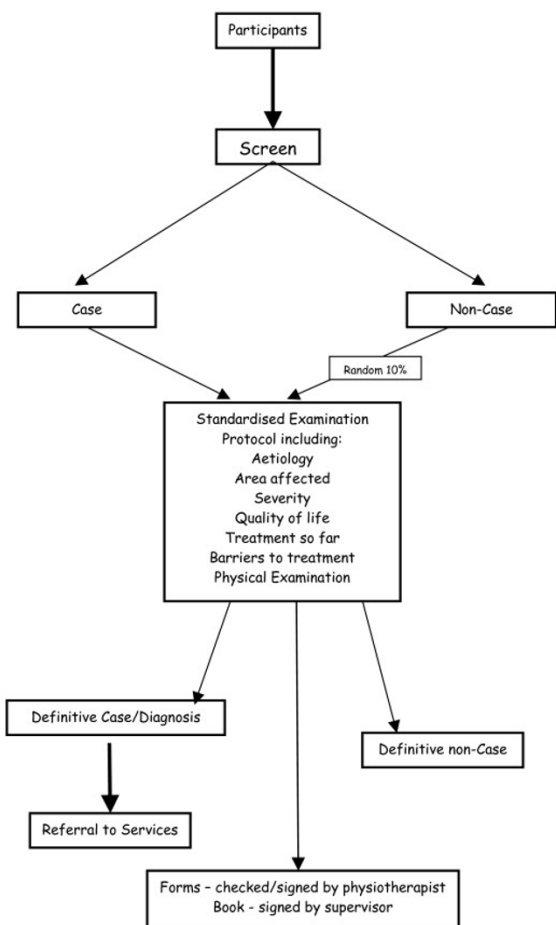 Participants
Screen
Case
Non-Case
Random 10%
Standardised Examination
Protocol including:
Aetiology
Area affected
Severity
Quality of life
Treatment so far
Barriers to treatment
Physical Examination
Definitive Case/Diagnosis
Definitive non-Case
Referral to Services
Forms – checked/signed by physiotherapist
Book - signed by supervisor